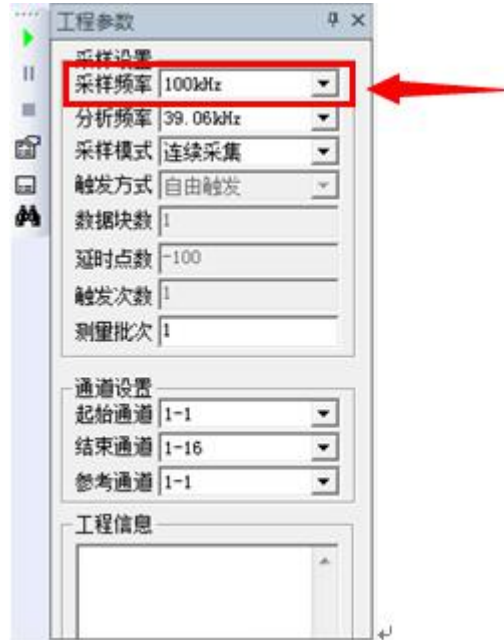 工程参数
采样设置
采样频率 100kHz
分析频率 39.06kHz
采样模式 连续采集
触发方式 自由触发
数据块数 1
延时点数 -100
触发次数 1
测量批次 1
通道设置
起始通道 1-1
结束通道 1-16
参考通道 1-1
工程信息